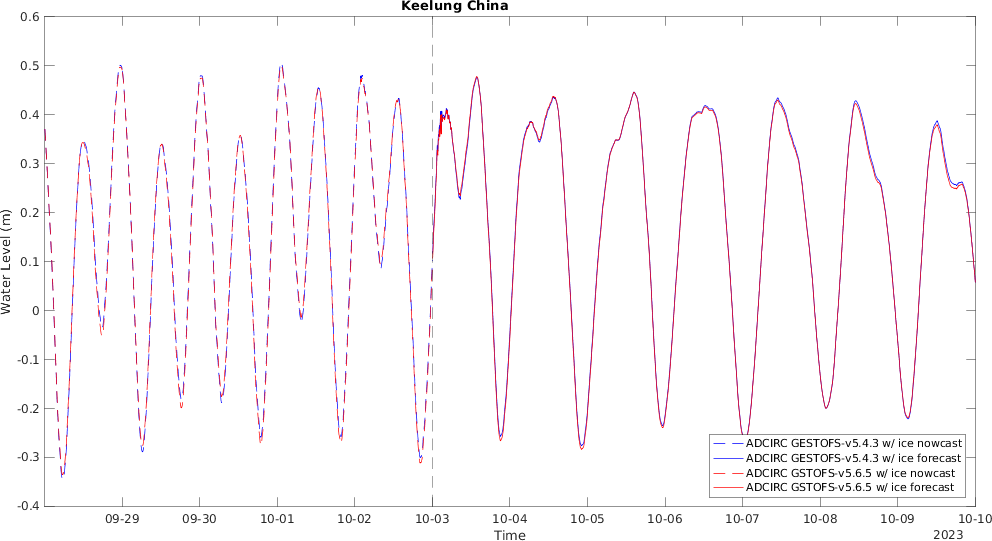 Keelung China
0.6
0.5
0.4
0.3
0.2
0.1
0
-0.1
-0.2
-0.3
-0.4
Water Level (m)
ADCIRC GESTOFS-v5.4.3 w/ ice nowcast
ADCIRC GESTOFS-v5.4.3 w/ ice forecast
ADCIRC GSTOFS-v5.6.5 w/ ice nowcast
ADCIRC GSTOFS-v5.6.5 w/ ice forecast
09-29 09-30 10-01 10-02 10-03 10-04 10-05 10-06 10-07 10-08 10-09 10-10
Time
2023